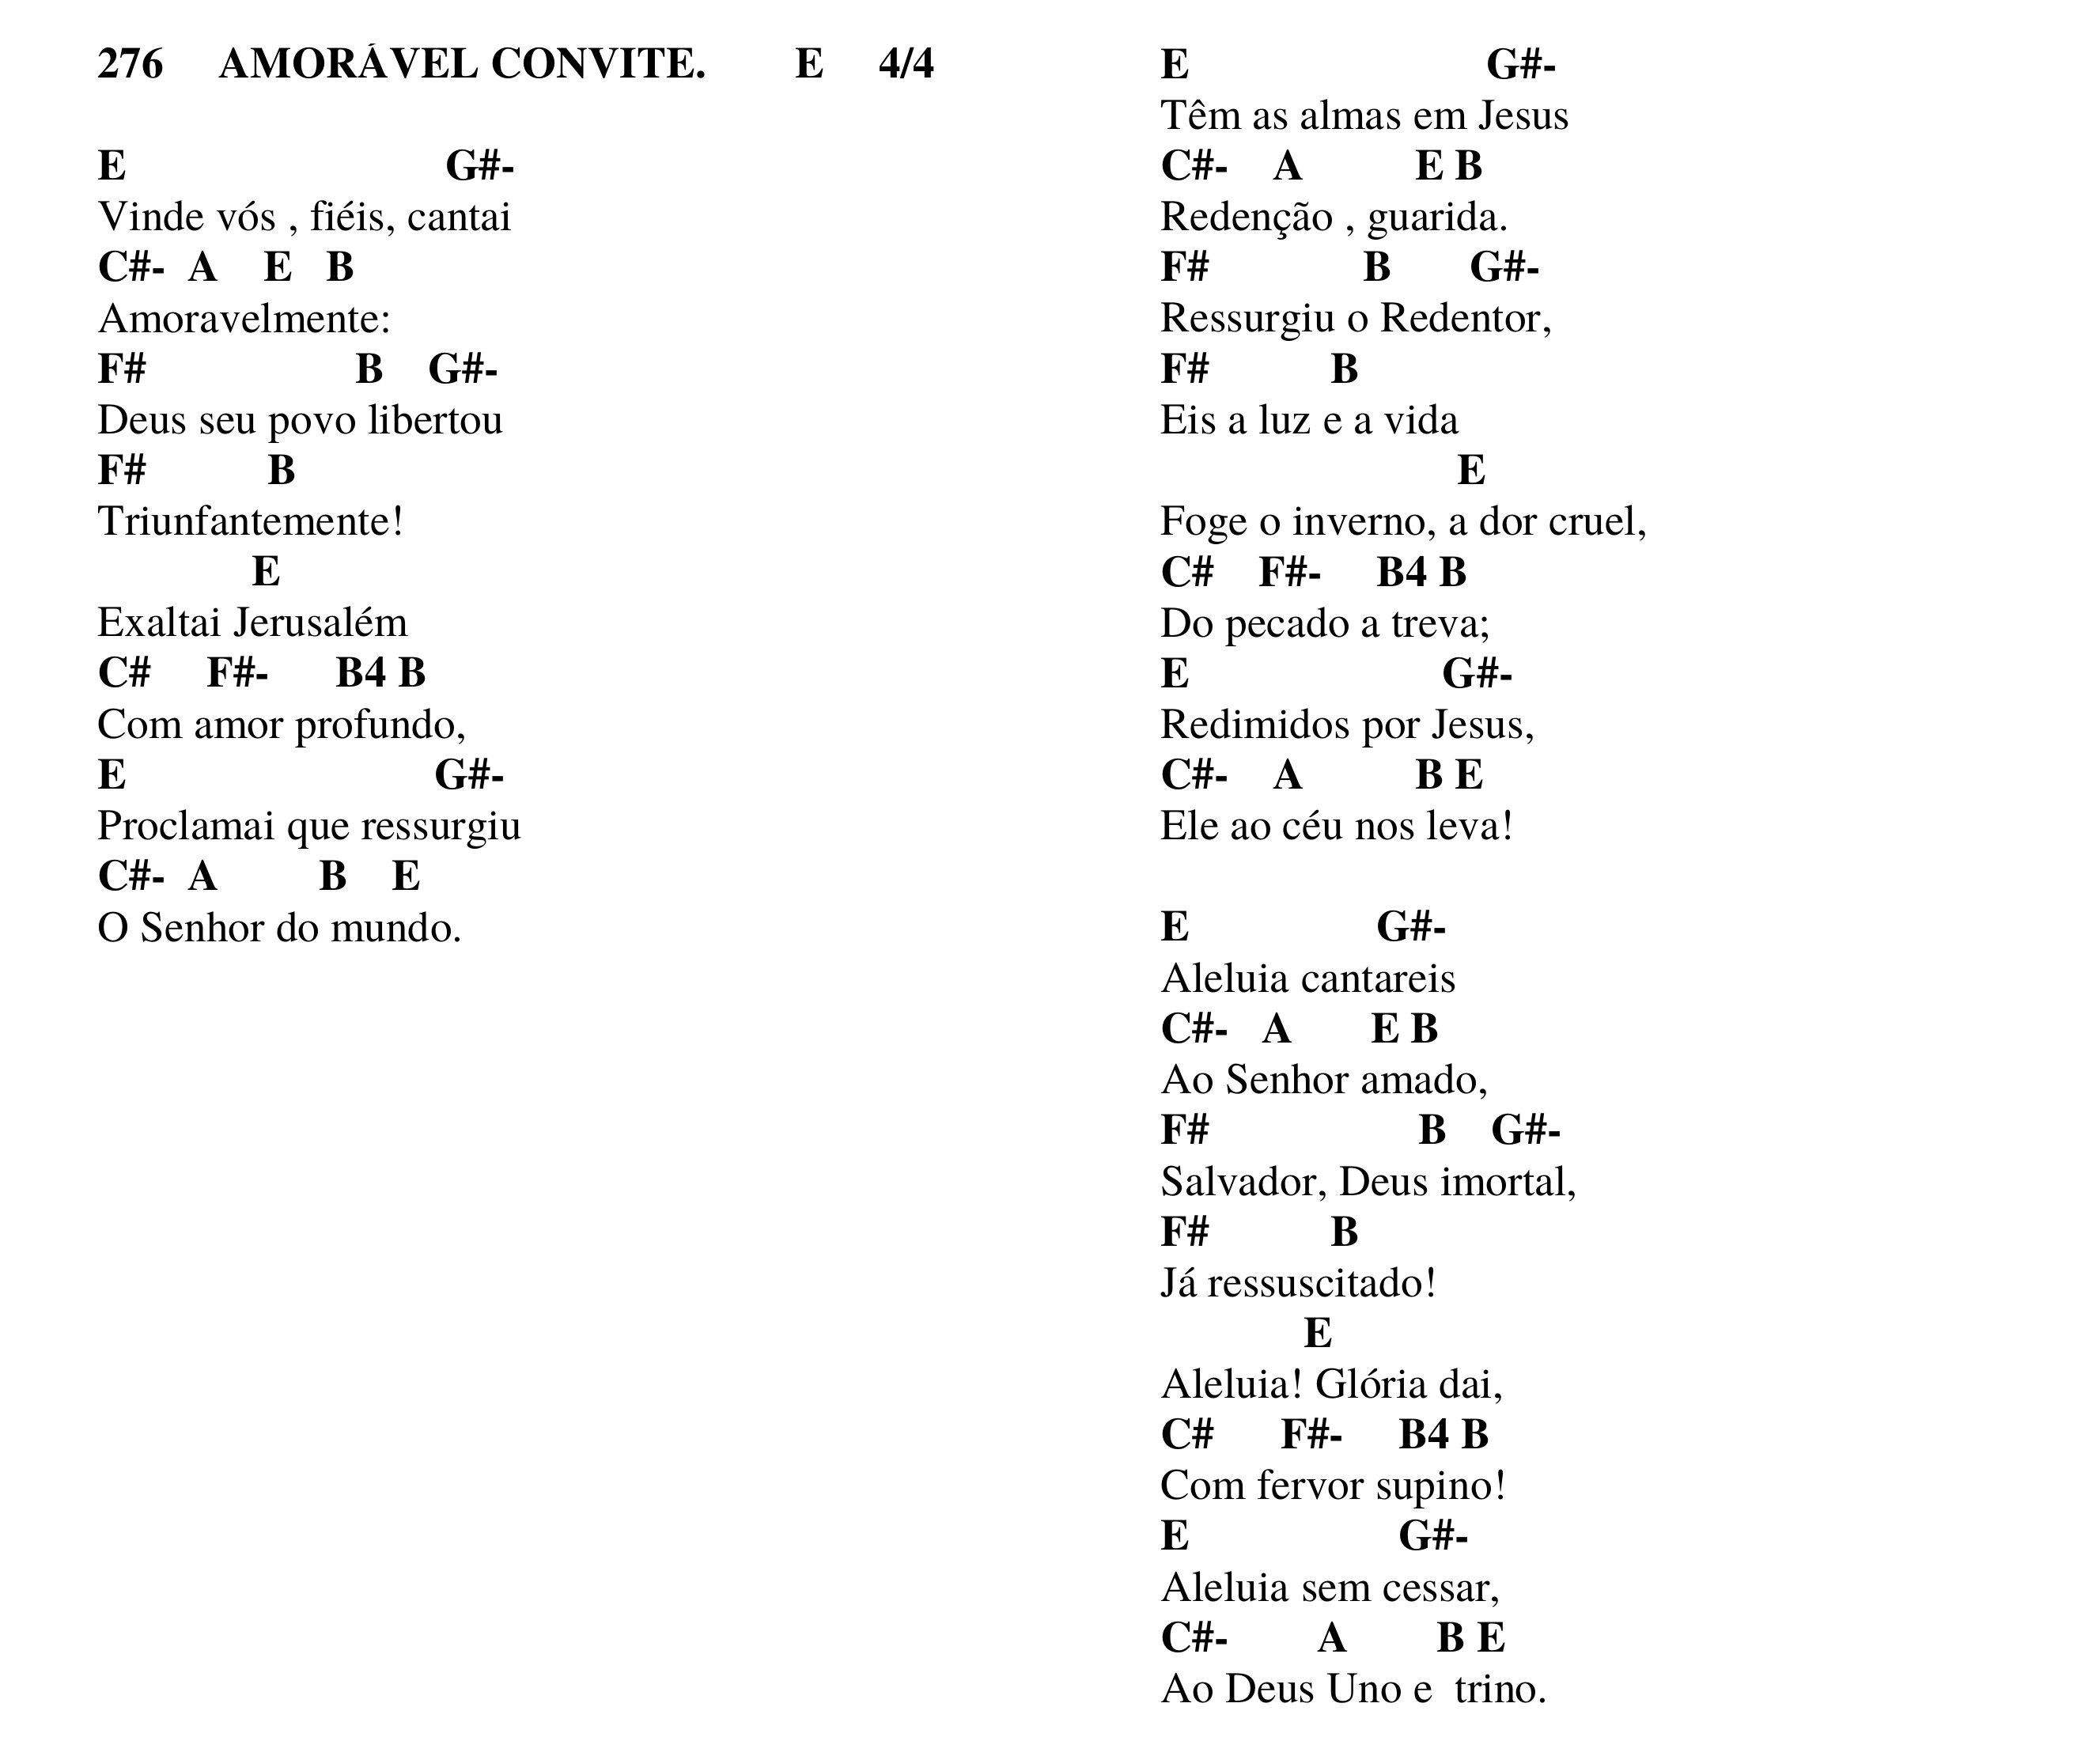 276 AMORÁVEL CONVITE. E 4/4
E G#-
Vinde vós , fiéis, cantai
C#- A E B
Amoravelmente:
F# B G#-
Deus seu povo libertou
F# B
Triunfantemente!
E
Exaltai Jerusalém
C# F#- B4 B
Com amor profundo,
E G#-
Proclamai que ressurgiu
C#- A B E
O Senhor do mundo.
E G#-
Têm as almas em Jesus
C#- A E B
Redenção , guarida.
F# B G#-
Ressurgiu o Redentor,
F# B
Eis a luz e a vida
E
Foge o inverno, a dor cruel,
C# F#- B4 B
Do pecado a treva;
E G#-
Redimidos por Jesus,
C#- A B E
Ele ao céu nos leva!
E G#-
Aleluia cantareis
C#- A E B
Ao Senhor amado,
F# B G#-
Salvador, Deus imortal,
F# B
Já ressuscitado!
E
Aleluia! Glória dai,
C# F#- B4 B
Com fervor supino!
E G#-
Aleluia sem cessar,
C#- A B E
Ao Deus Uno e trino.